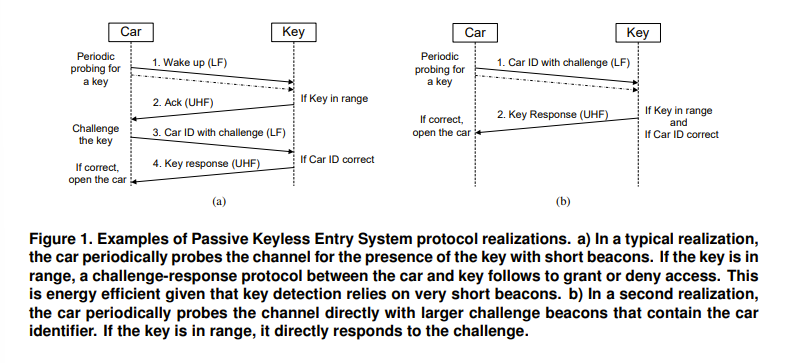 Car
Key
Periodic
probing for
a key
1. Wake up (LF)
2. Ack (UHF)
If Key in range
Challenge
the key
3. Car ID with challenge (LF)
If Car ID correct
4. Key response (UHF)
If correct,
open the car
(a)
Car
Key
Periodic
probing for
a key
1. Car ID with challenge (LF)
2. Key Response (UHF)
If Key in range
and
If Car ID correct
If correct,
open the car
(b)
Figure 1. Examples of Passive Keyless Entry System protocol realizations. a) In a typical realization,
the car periodically probes the channel for the presence of the key with short beacons. If the key is in
range, a challenge-response protocol between the car and key follows to grant or deny access. This
is energy efficient given that key detection relies on very short beacons. b) In a second realization,
the car periodically probes the channel directly with larger challenge beacons that contain the car
identifier. If the key is in range, it directly responds to the challenge.